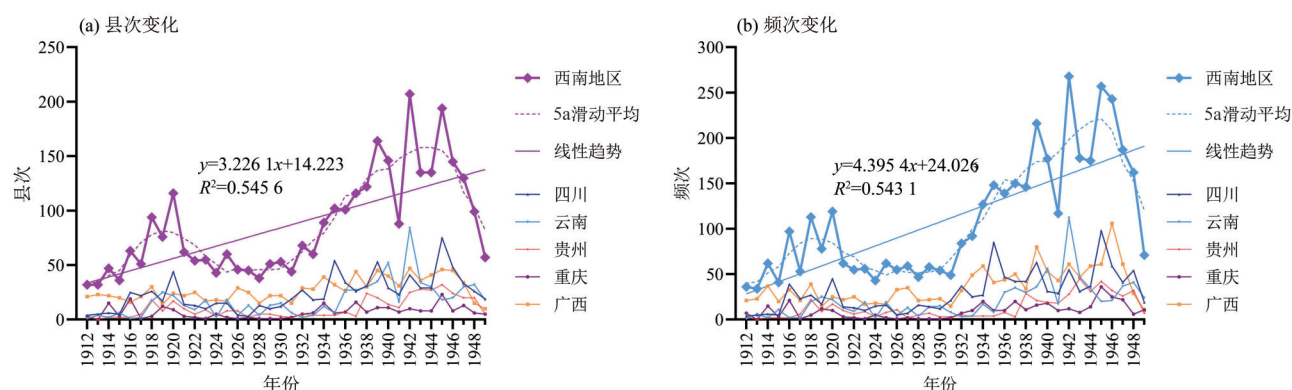 (a) 县次变化
250
200
150
100
50
0
县次
y=3.226 1x+14.223
R²=0.545 6
1912
1914
1916
1918
1920
1922
1924
1926
1928
1930
1932
1934
1936
1938
1940
1942
1944
1946
1948
年份
西南地区
5a滑动平均
线性趋势
四川
云南
贵州
重庆
广西
(b) 频次变化
300
250
200
150
100
50
0
频次
y=4.395 4x+24.026
R²=0.543 1
1912
1914
1916
1918
1920
1922
1924
1926
1928
1930
1932
1934
1936
1938
1940
1942
1944
1946
1948
年份
西南地区
5a滑动平均
线性趋势
四川
云南
贵州
重庆
广西